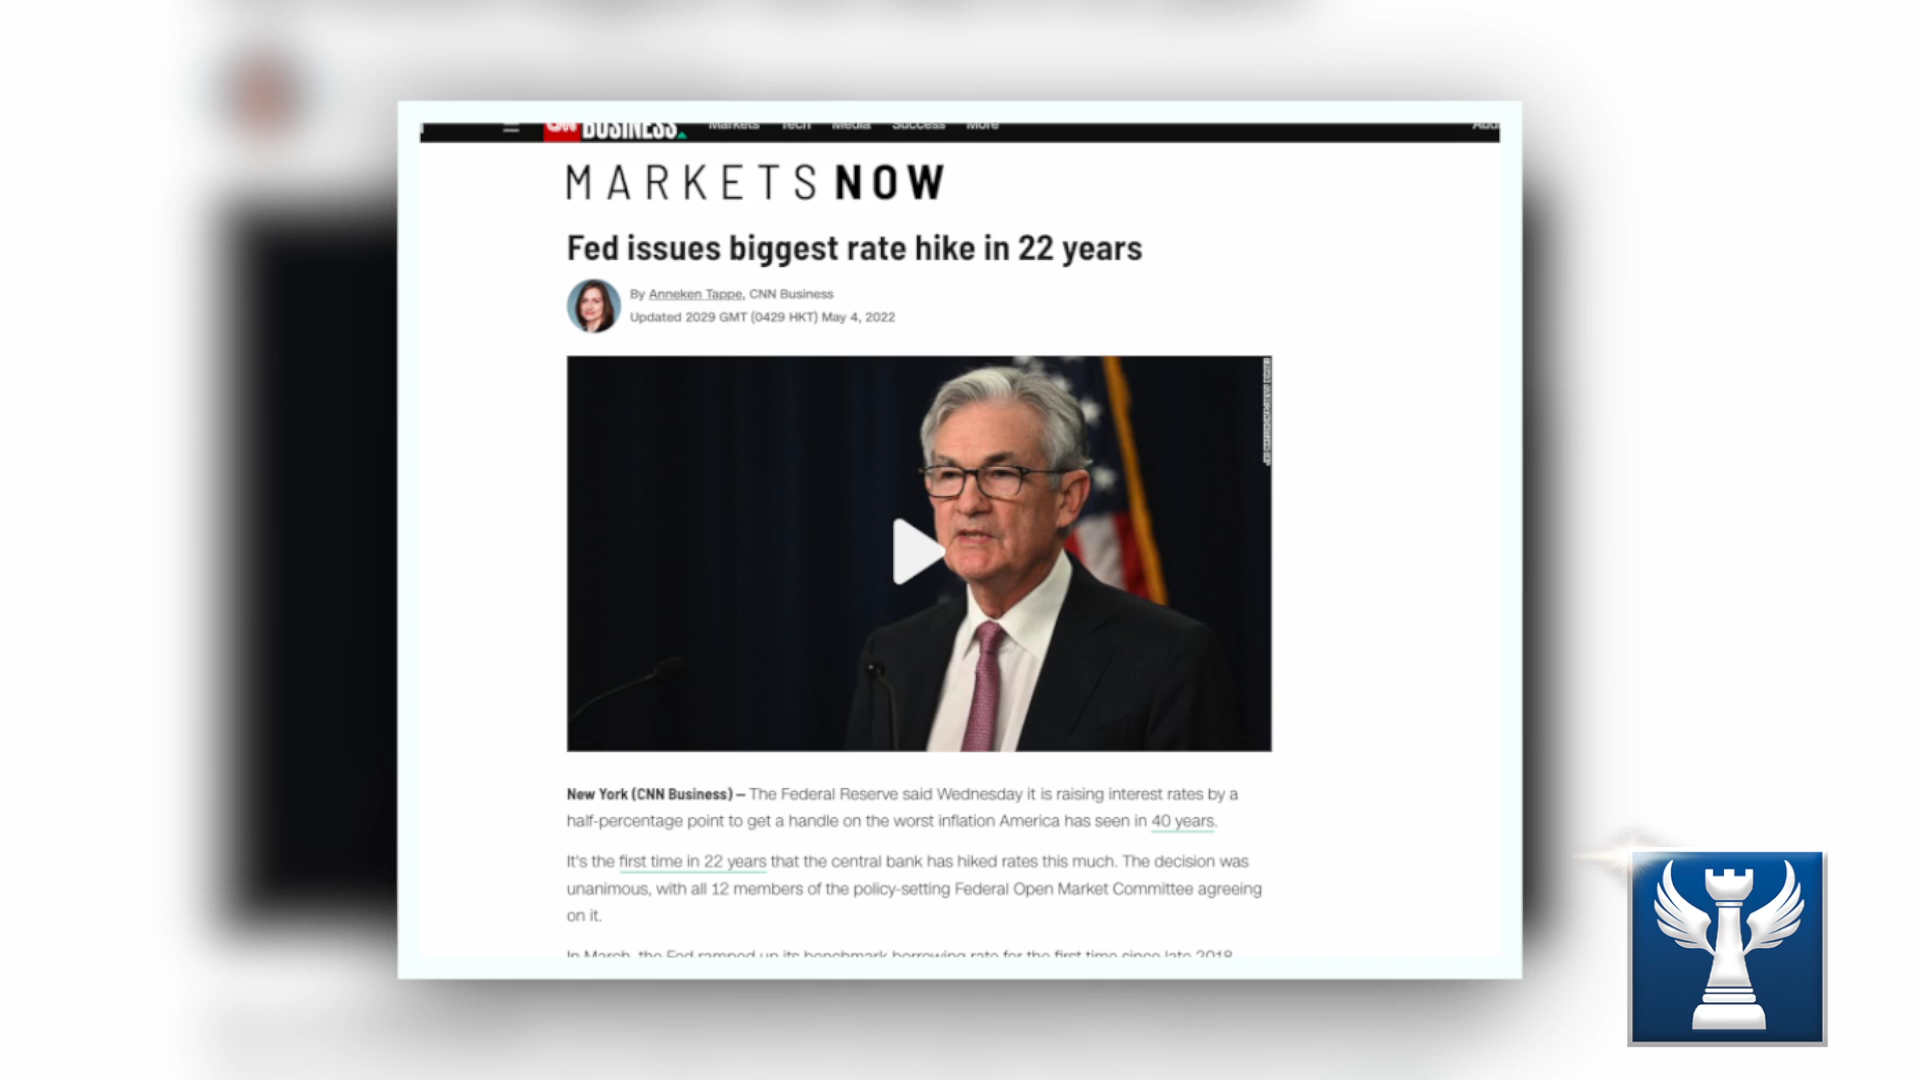 CNN BUSINESS Markets Tech Media Success More
MARKETS NOW
Fed issues biggest rate hike in 22 years
By Anneken Tappe, CNN Business
Updated 2029 GMT (0429 HKT) May 4, 2022
New York (CNN Business) — The Federal Reserve said Wednesday it is raising interest rates by a
half-percentage point to get a handle on the worst inflation America has seen in 40 years.
It's the first time in 22 years that the central bank has hiked rates this much. The decision was
unanimous, with all 12 members of the policy-setting Federal Open Market Committee agreeing
on it.
In March, the Fed ramped up its benchmark borrowing rate for the first time since late 2018